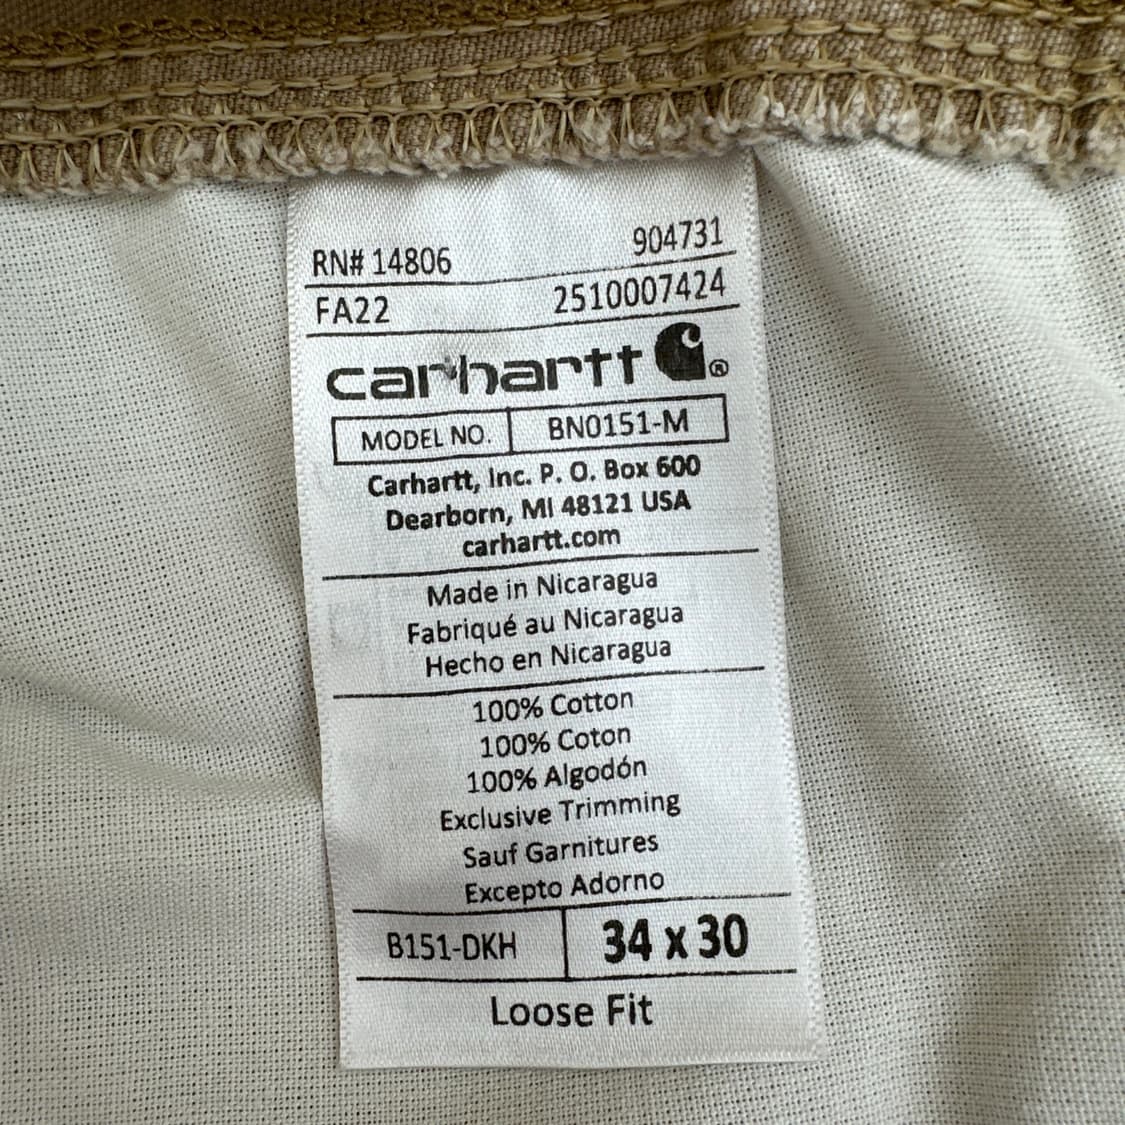 RN# 14806 904731
FA22 2510007424
carhartt ®
MODEL NO. BN0151-M
Carhartt, Inc. P. O. Box 600
Dearborn, MI 48121 USA
carhartt.com
Made in Nicaragua
Fabriqué au Nicaragua
Hecho en Nicaragua
100% Cotton
100% Coton
100% Algodón
Exclusive Trimming
Sauf Garnitures
Excepto Adorno
B151-DKH 34 x 30
Loose Fit